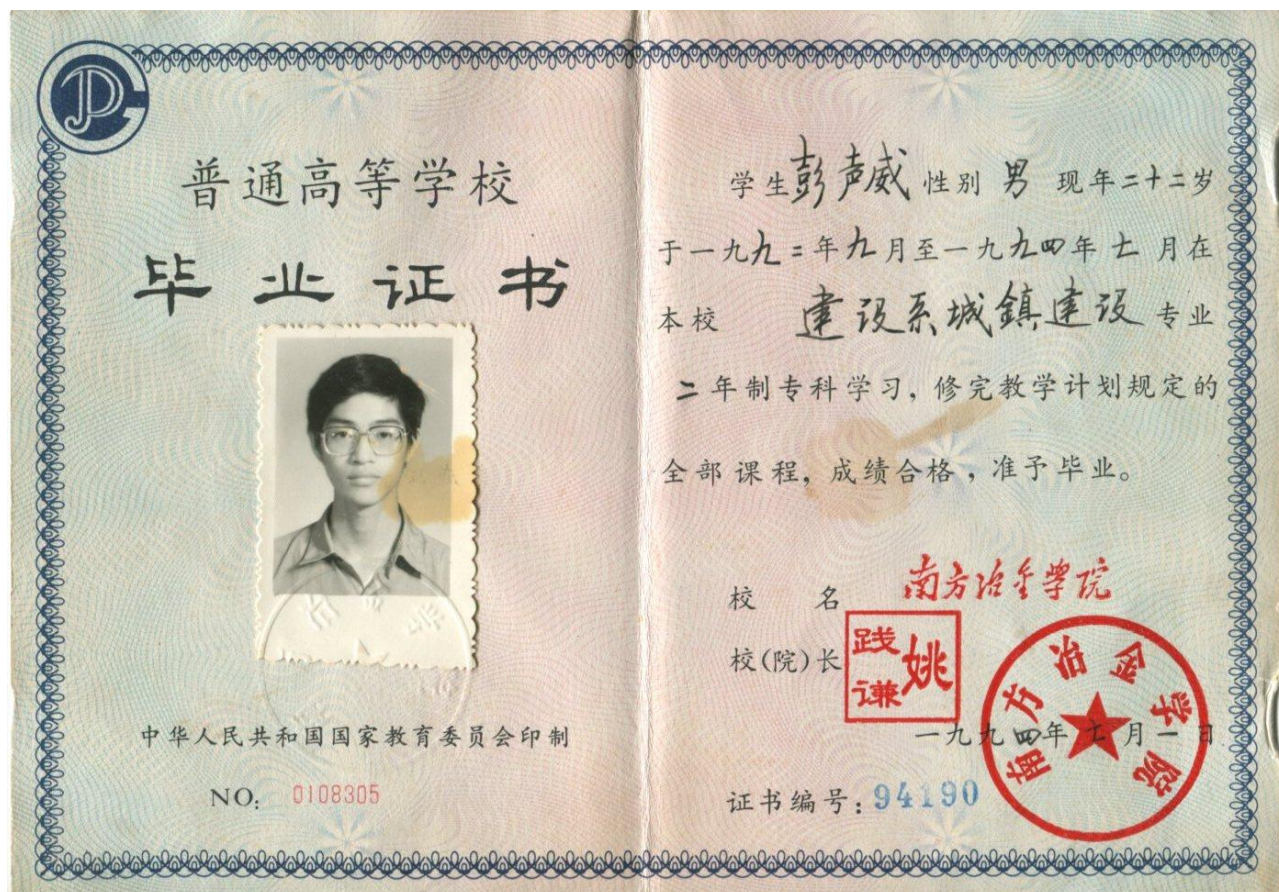 普通高等学校
毕业证书
中华人民共和国国家教育委员会印制
NO: 0108305
学生彭声威性别 男 现年二十二岁
于一九九二年九月至一九九四年七月在
本校 建设系城鎮建设 专业
二年制专科学习,修完教学计划规定的
全部课程,成绩合格,准予毕业。
校 名 南方冶金学院
校(院)长 姚践谦
南方冶金学院
一九九四年七月一日
证书编号:94190